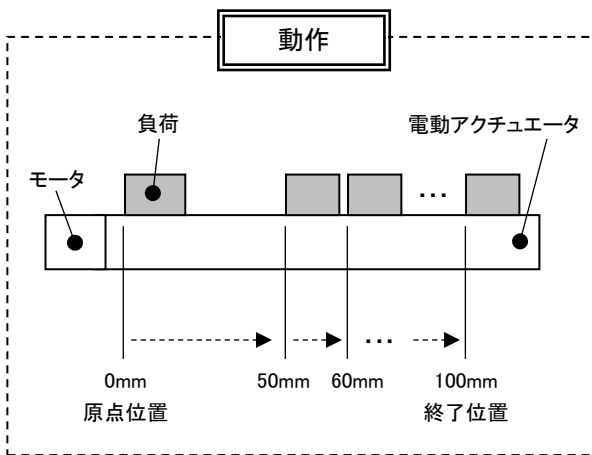 動作
負荷
電動アクチュエータ
モータ
...
...
0mm
50mm
60mm
100mm
原点位置
終了位置